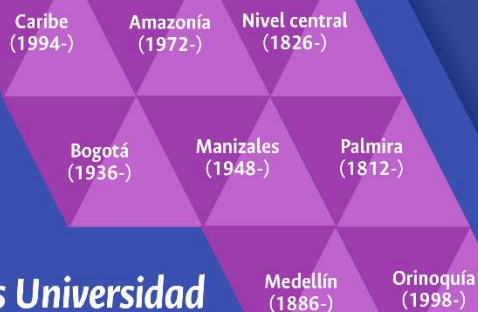 Caribe
(1994-)
Amazonía
(1972-)
Nivel central
(1826-)
Bogotá
(1936-)
Manizales
(1948-)
Palmira
(1812-)
s Universidad
Medellín
(1886-)
Orinoquía
(1998-)